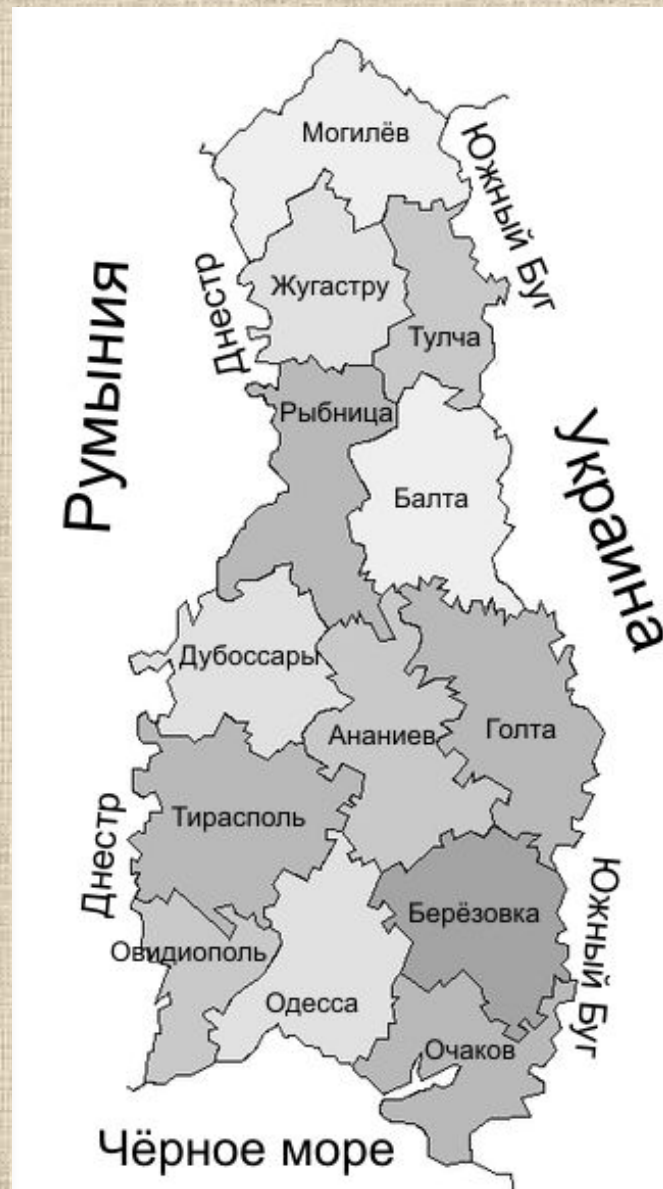 Могилёв
Южный Буг
Румыния
Днестр
Жугастру
Тулча
Рыбница
Украина
Балта
Дубоссары
Ананиев
Голта
Днестр
Тирасполь
Берёзовка
Южный Буг
Овидиополь
Одесса
Очаков
Чёрное море